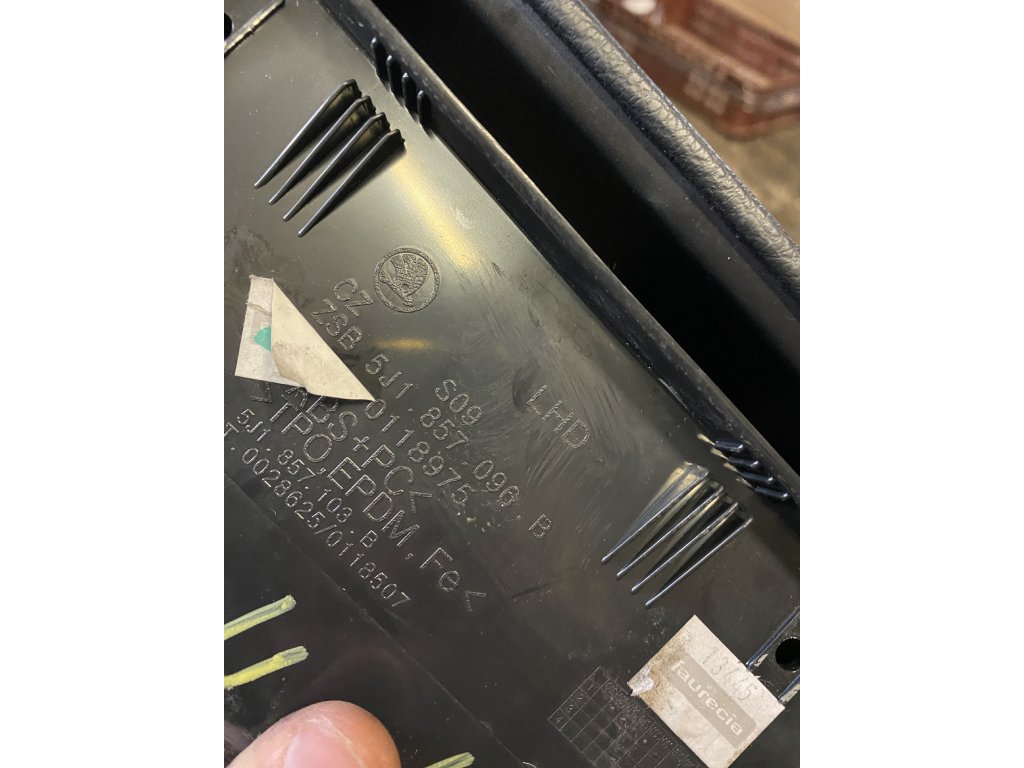 CZ
ZSB 5J1.857.096.B
S09
LHD
0118975
ABS+PC<
>TPO,EPDM,Fe<
5J1.857.103.B
T.0028625/0118507
13445
faurecia